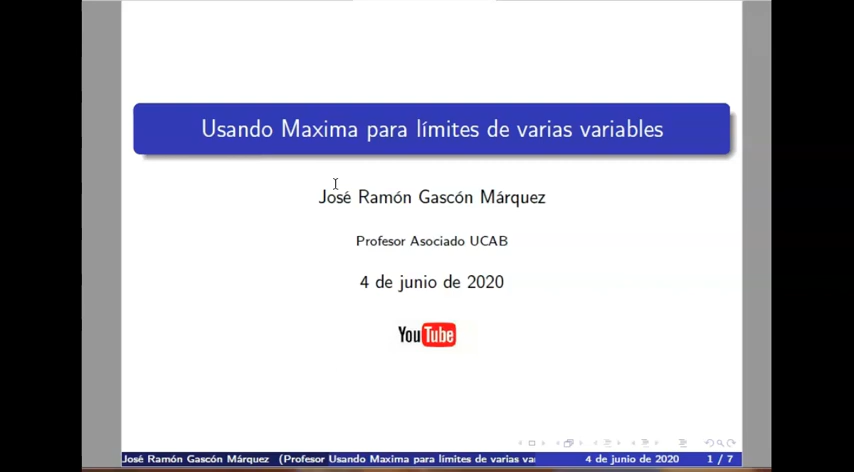 Usando Maxima para límites de varias variables
José Ramón Gascón Márquez
Profesor Asociado UCAB
4 de junio de 2020
YouTube
José Ramón Gascón Márquez (Profesor Usando Maxima para límites de varias va 4 de junio de 2020 1 / 7